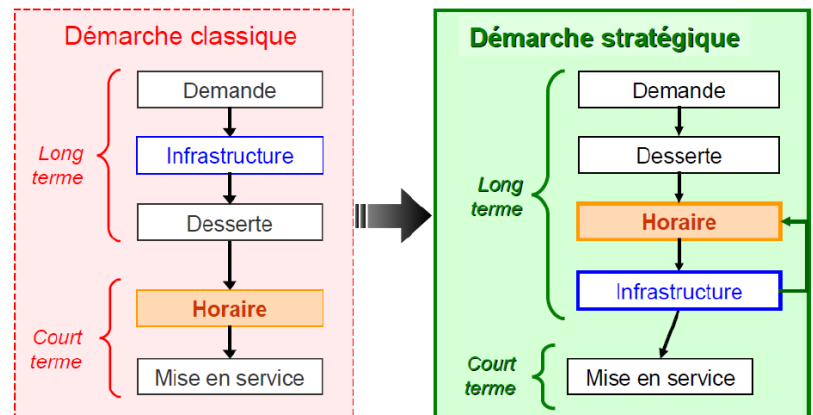 Démarche classique
Demande
Infrastructure
Desserte
Horaire
Mise en service
Long
terme
Court
terme
Démarche stratégique
Demande
Desserte
Horaire
Infrastructure
Mise en service
Long
terme
Court
terme